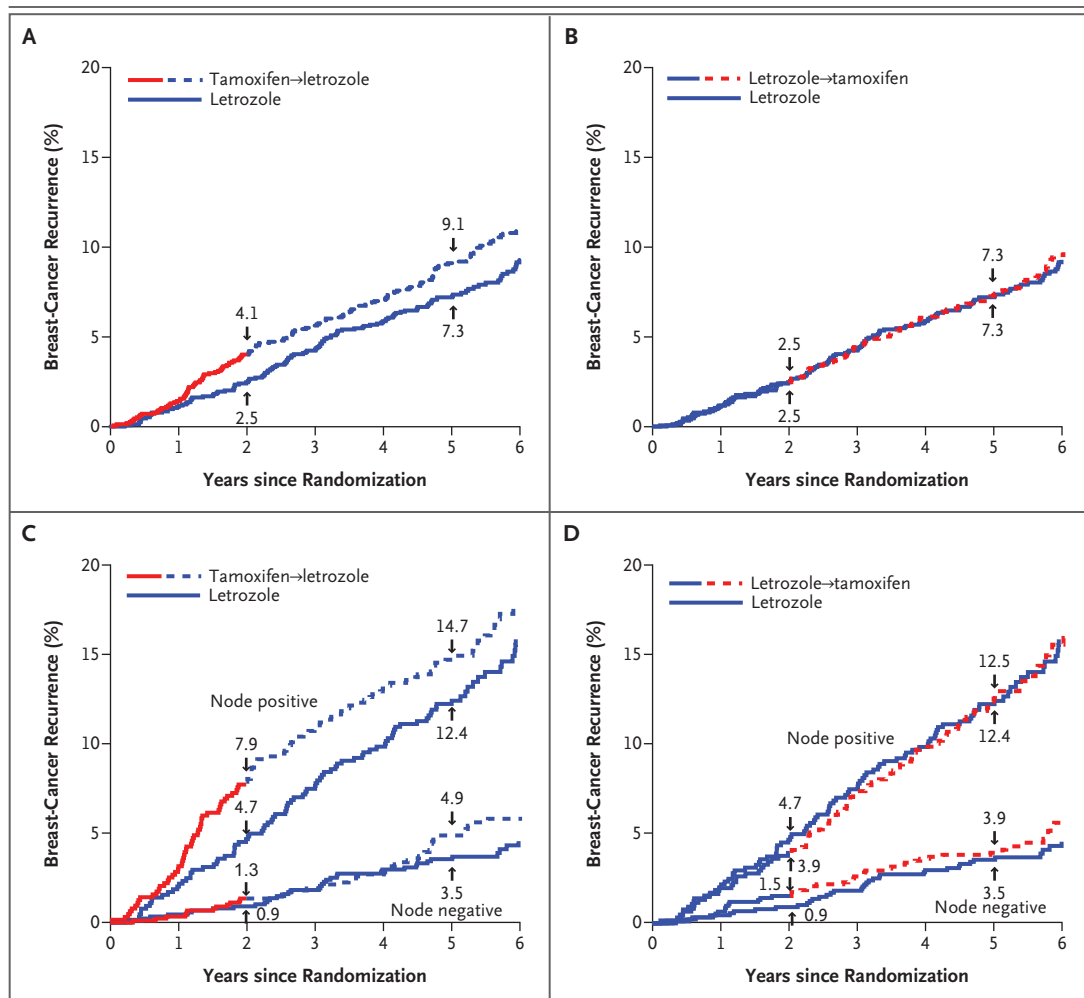 A
Tamoxifen→letrozole
Letrozole
Breast-Cancer Recurrence (%)
20
15
10
5
0
4.1
2.5
9.1
7.3
0 1 2 3 4 5 6
Years since Randomization
B
Letrozole→tamoxifen
Letrozole
Breast-Cancer Recurrence (%)
20
15
10
5
0
2.5
2.5
7.3
7.3
0 1 2 3 4 5 6
Years since Randomization
C
Tamoxifen→letrozole
Letrozole
Breast-Cancer Recurrence (%)
20
15
10
5
0
Node positive
7.9
4.7
1.3
0.9
14.7
12.4
4.9
3.5
Node negative
0 1 2 3 4 5 6
Years since Randomization
D
Letrozole→tamoxifen
Letrozole
Breast-Cancer Recurrence (%)
20
15
10
5
0
Node positive
4.7
3.9
1.5
0.9
12.5
12.4
3.9
3.5
Node negative
0 1 2 3 4 5 6
Years since Randomization